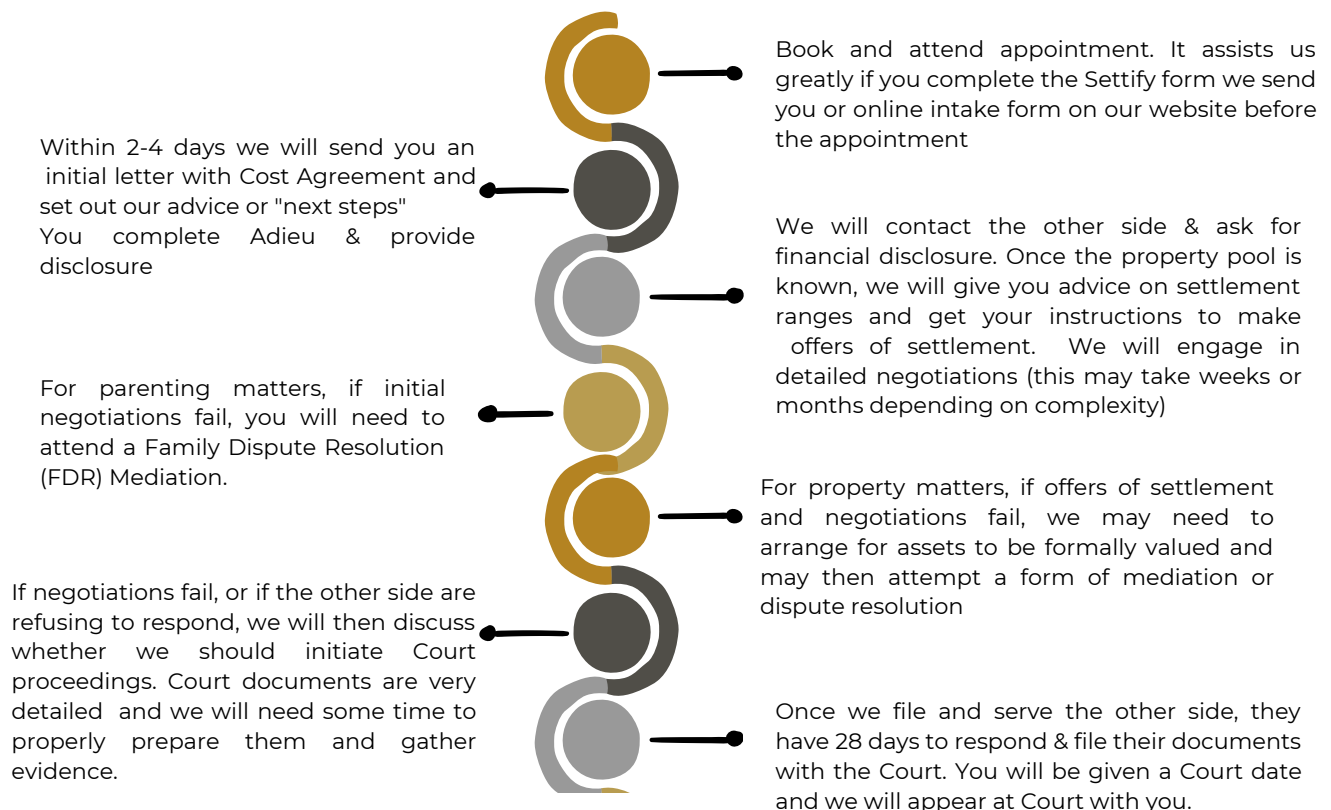 Book and attend appointment. It assists us
greatly if you complete the Settify form we send
you or online intake form on our website before
the appointment
Within 2-4 days we will send you an
initial letter with Cost Agreement and
set out our advice or "next steps"
You complete Adieu & provide
disclosure
We will contact the other side & ask for
financial disclosure. Once the property pool is
known, we will give you advice on settlement
ranges and get your instructions to make
offers of settlement. We will engage in
detailed negotiations (this may take weeks or
months depending on complexity)
For parenting matters, if initial
negotiations fail, you will need to
attend a Family Dispute Resolution
(FDR) Mediation.
For property matters, if offers of settlement
and negotiations fail, we may need to
arrange for assets to be formally valued and
may then attempt a form of mediation or
dispute resolution
If negotiations fail, or if the other side are
refusing to respond, we will then discuss
whether we should initiate Court
proceedings. Court documents are very
detailed and we will need some time to
properly prepare them and gather
evidence.
Once we file and serve the other side, they
have 28 days to respond & file their documents
with the Court. You will be given a Court date
and we will appear at Court with you.